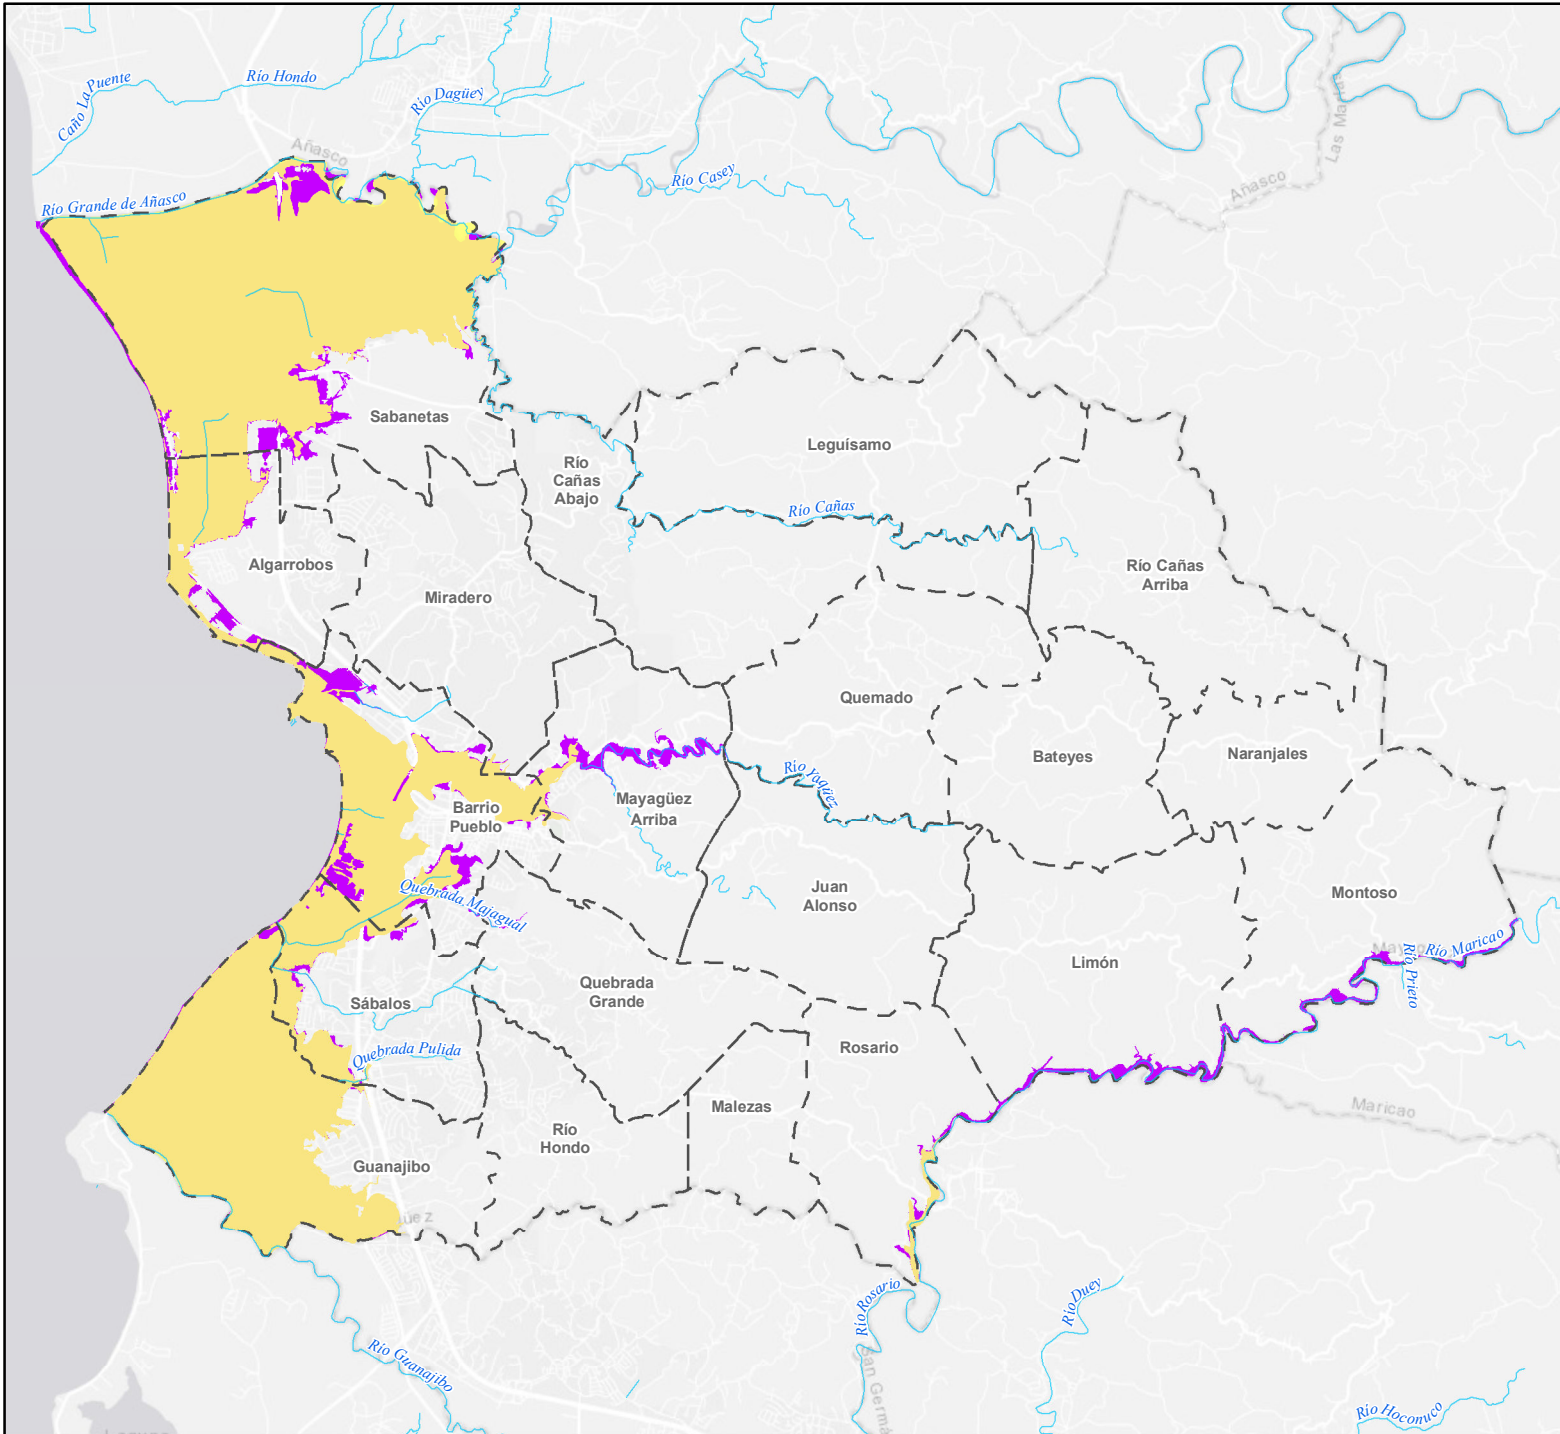 Río Hondo
Caño La Puente
Río Dagüey
Añasco
Las Marías
Río Casey
Añasco
Río Grande de Añasco
Sabanetas
Leguísamo
Río
Cañas
Abajo
Río Cañas
Algarrobos
Miradero
Río Cañas
Arriba
Quemado
Bateyes
Naranjales
Río Yagüez
Mayagüez
Arriba
Barrio
Pueblo
Juan
Alonso
Montoso
Quebrada Majagual
Río Maricao
Río Prieto
Limón
Quebrada
Grande
Sábalos
Rosario
Quebrada Pulida
Malezas
Maricao
Río
Hondo
Guanajibo
üez
Río Rosario
Río Duey
Río Guanajibo
San Germá
Río Hoconuco